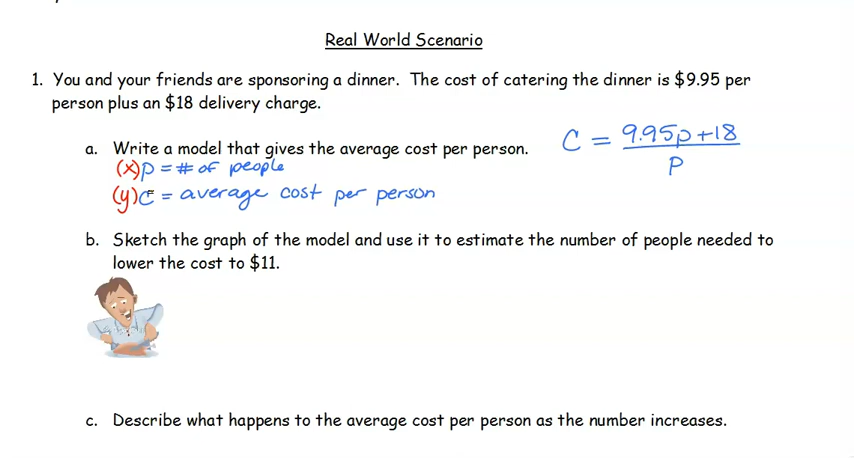 Real World Scenario
1. You and your friends are sponsoring a dinner. The cost of catering the dinner is $9.95 per
person plus an $18 delivery charge.
a. Write a model that gives the average cost per person.
C = 9.95p+18 / p
(x)p = # of people
(y)C = average cost per person
b. Sketch the graph of the model and use it to estimate the number of people needed to
lower the cost to $11.
c. Describe what happens to the average cost per person as the number increases.